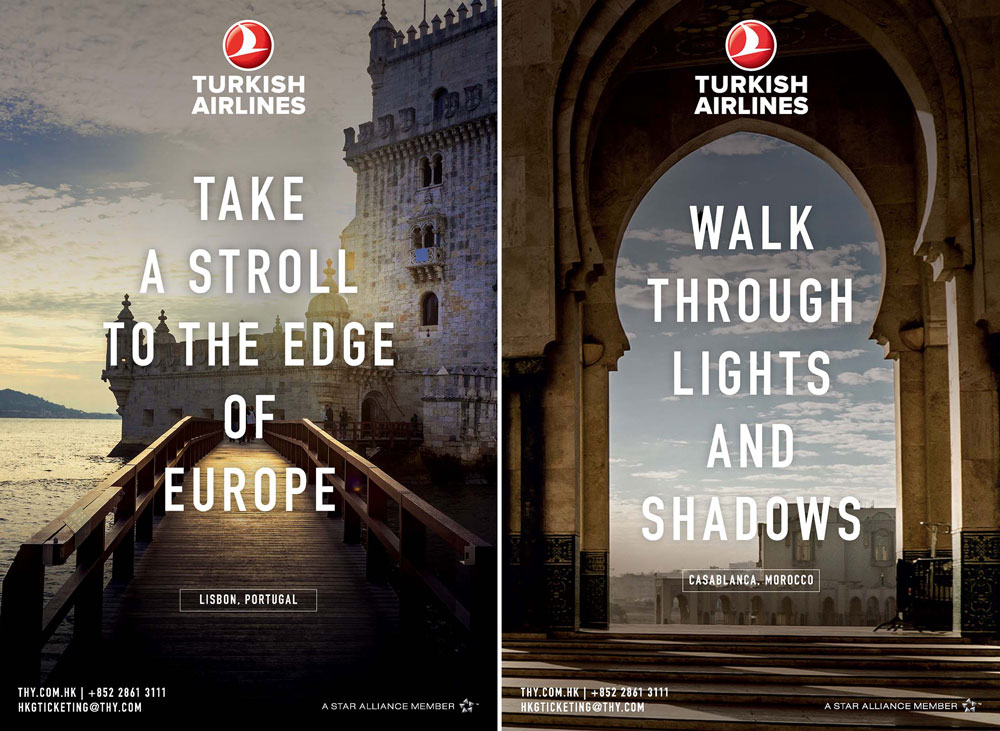 TURKISH
AIRLINES
TAKE
A STROLL
TO THE EDGE
OF
EUROPE
LISBON, PORTUGAL
THY.COM.HK | +852 2861 3111
HKGTICKETING@THY.COM
A STAR ALLIANCE MEMBER
TURKISH
AIRLINES
WALK
THROUGH
LIGHTS
AND
SHADOWS
CASABLANCA, MOROCCO
THY.COM.HK | +852 2861 3111
HKGTICKETING@THY.COM
A STAR ALLIANCE MEMBER